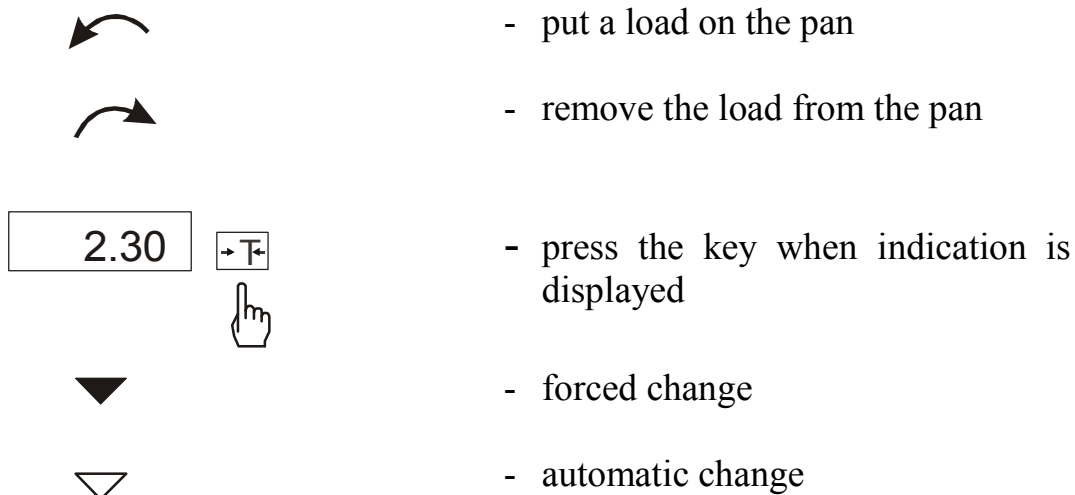 - put a load on the pan
- remove the load from the pan
2.30 →T← - press the key when indication is
displayed
- forced change
- automatic change